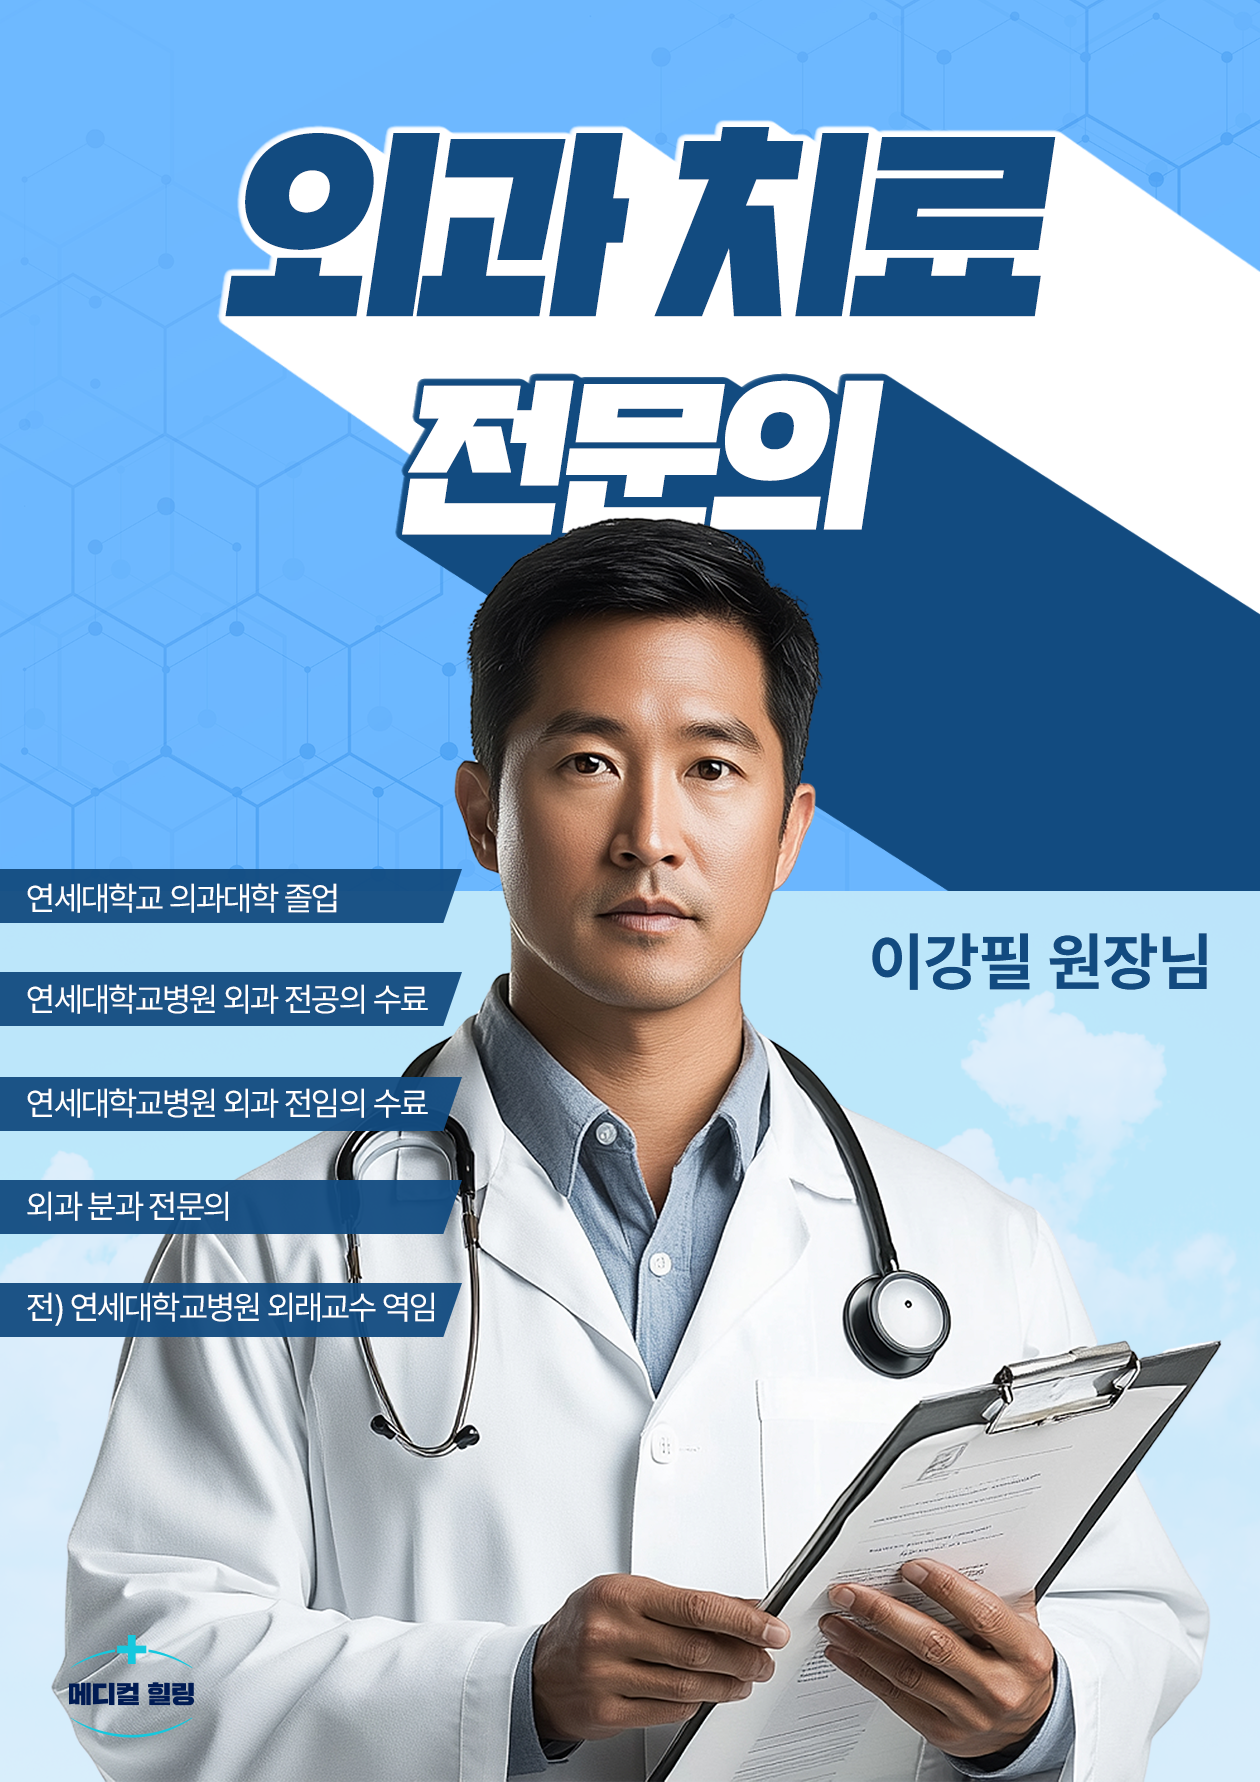 외과 치료
전문의
연세대학교 의과대학 졸업
이강필 원장님
연세대학교병원 외과 전공의 수료
연세대학교병원 외과 전임의 수료
외과 분과 전문의
전) 연세대학교병원 외래교수 역임
메디컬 힐링